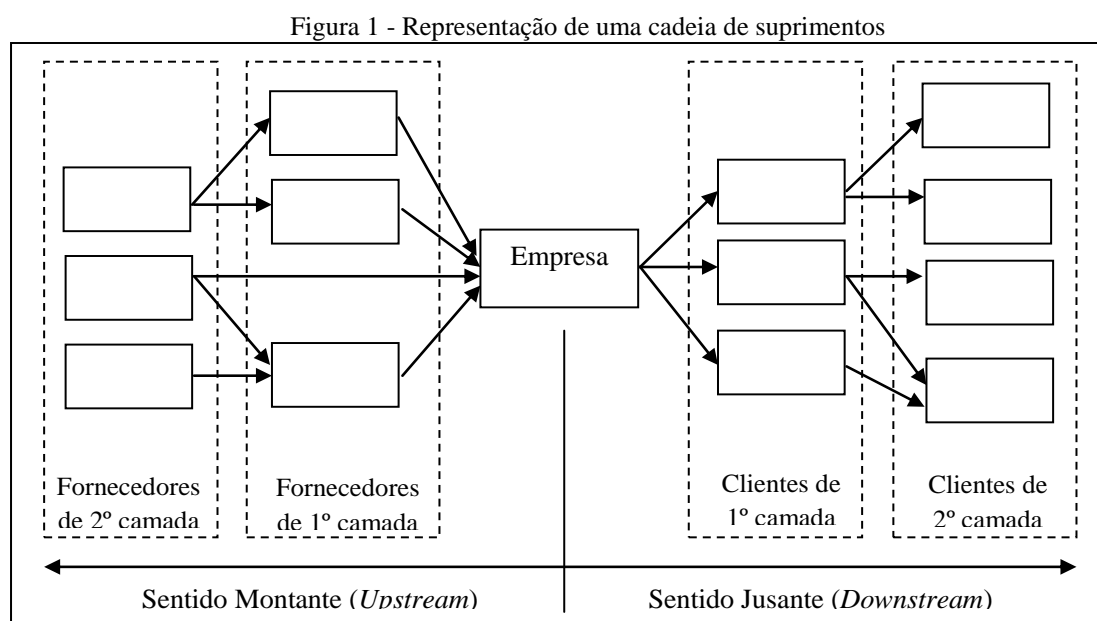 Figura 1 - Representação de uma cadeia de suprimentos
Empresa
Fornecedores
de 2º camada
Fornecedores
de 1º camada
Clientes de
1º camada
Clientes de
2º camada
Sentido Montante (Upstream)
Sentido Jusante (Downstream)